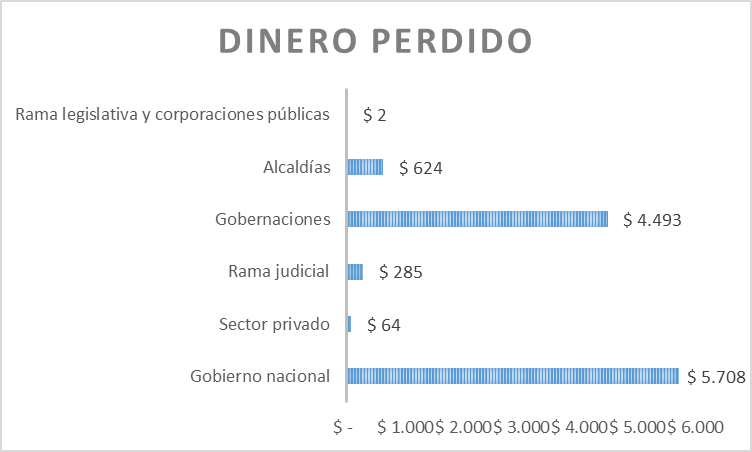 DINERO PERDIDO
Rama legislativa y corporaciones públicas $ 2
Alcaldías $ 624
Gobernaciones $ 4.493
Rama judicial $ 285
Sector privado $ 64
Gobierno nacional $ 5.708
$ - $ 1.000 $ 2.000 $ 3.000 $ 4.000 $ 5.000 $ 6.000